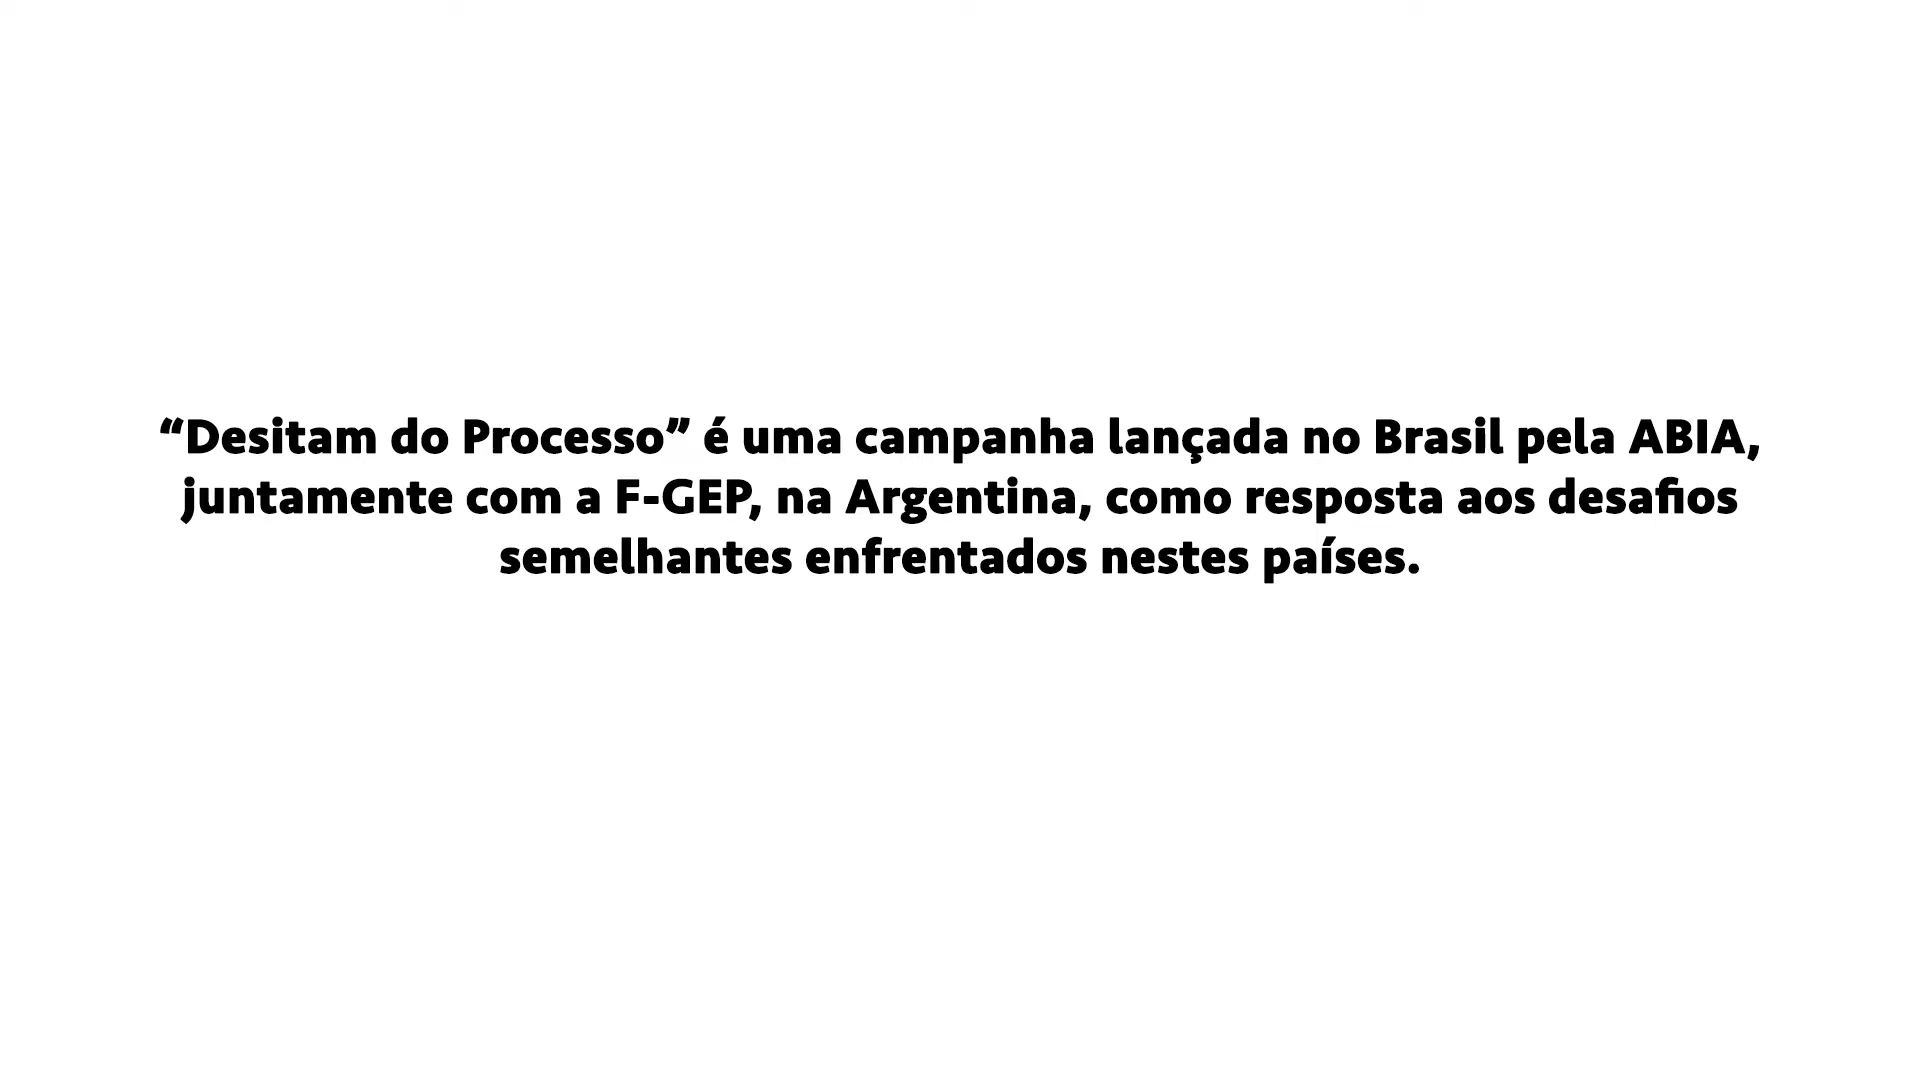 “Desitam do Processo” é uma campanha lançada no Brasil pela ABIA,
juntamente com a F-GEP, na Argentina, como resposta aos desafios
semelhantes enfrentados nestes países.